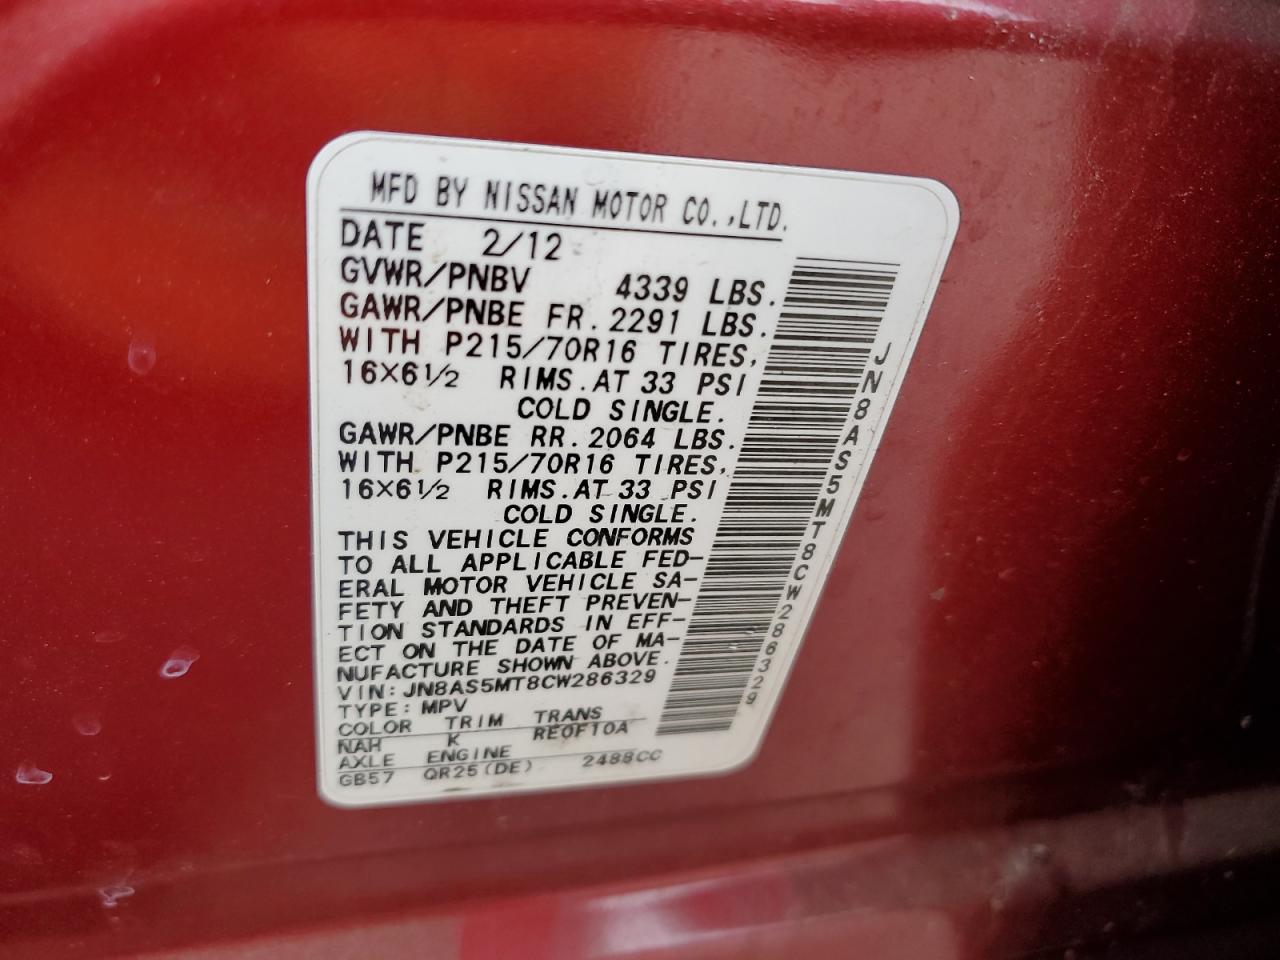 MFD BY NISSAN MOTOR CO.,LTD.
DATE 2/12
GVWR/PNBV 4339 LBS.
GAWR/PNBE FR. 2291 LBS.
WITH P215/70R16 TIRES,
16×6½ RIMS. AT 33 PSI
COLD SINGLE.
GAWR/PNBE RR. 2064 LBS.
WITH P215/70R16 TIRES,
16×6½ RIMS. AT 33 PSI
COLD SINGLE.
THIS VEHICLE CONFORMS
TO ALL APPLICABLE FED-
ERAL MOTOR VEHICLE SA-
FETY AND THEFT PREVEN-
TION STANDARDS IN EFF-
ECT ON THE DATE OF MA-
NUFACTURE SHOWN ABOVE.
VIN: JN8AS5MT8CW286329
TYPE: MPV
COLOR TRIM TRANS
NAH K RE0F10A
AXLE ENGINE
GB57 QR25(DE) 2488CC
JN8AS5MT8CW286329